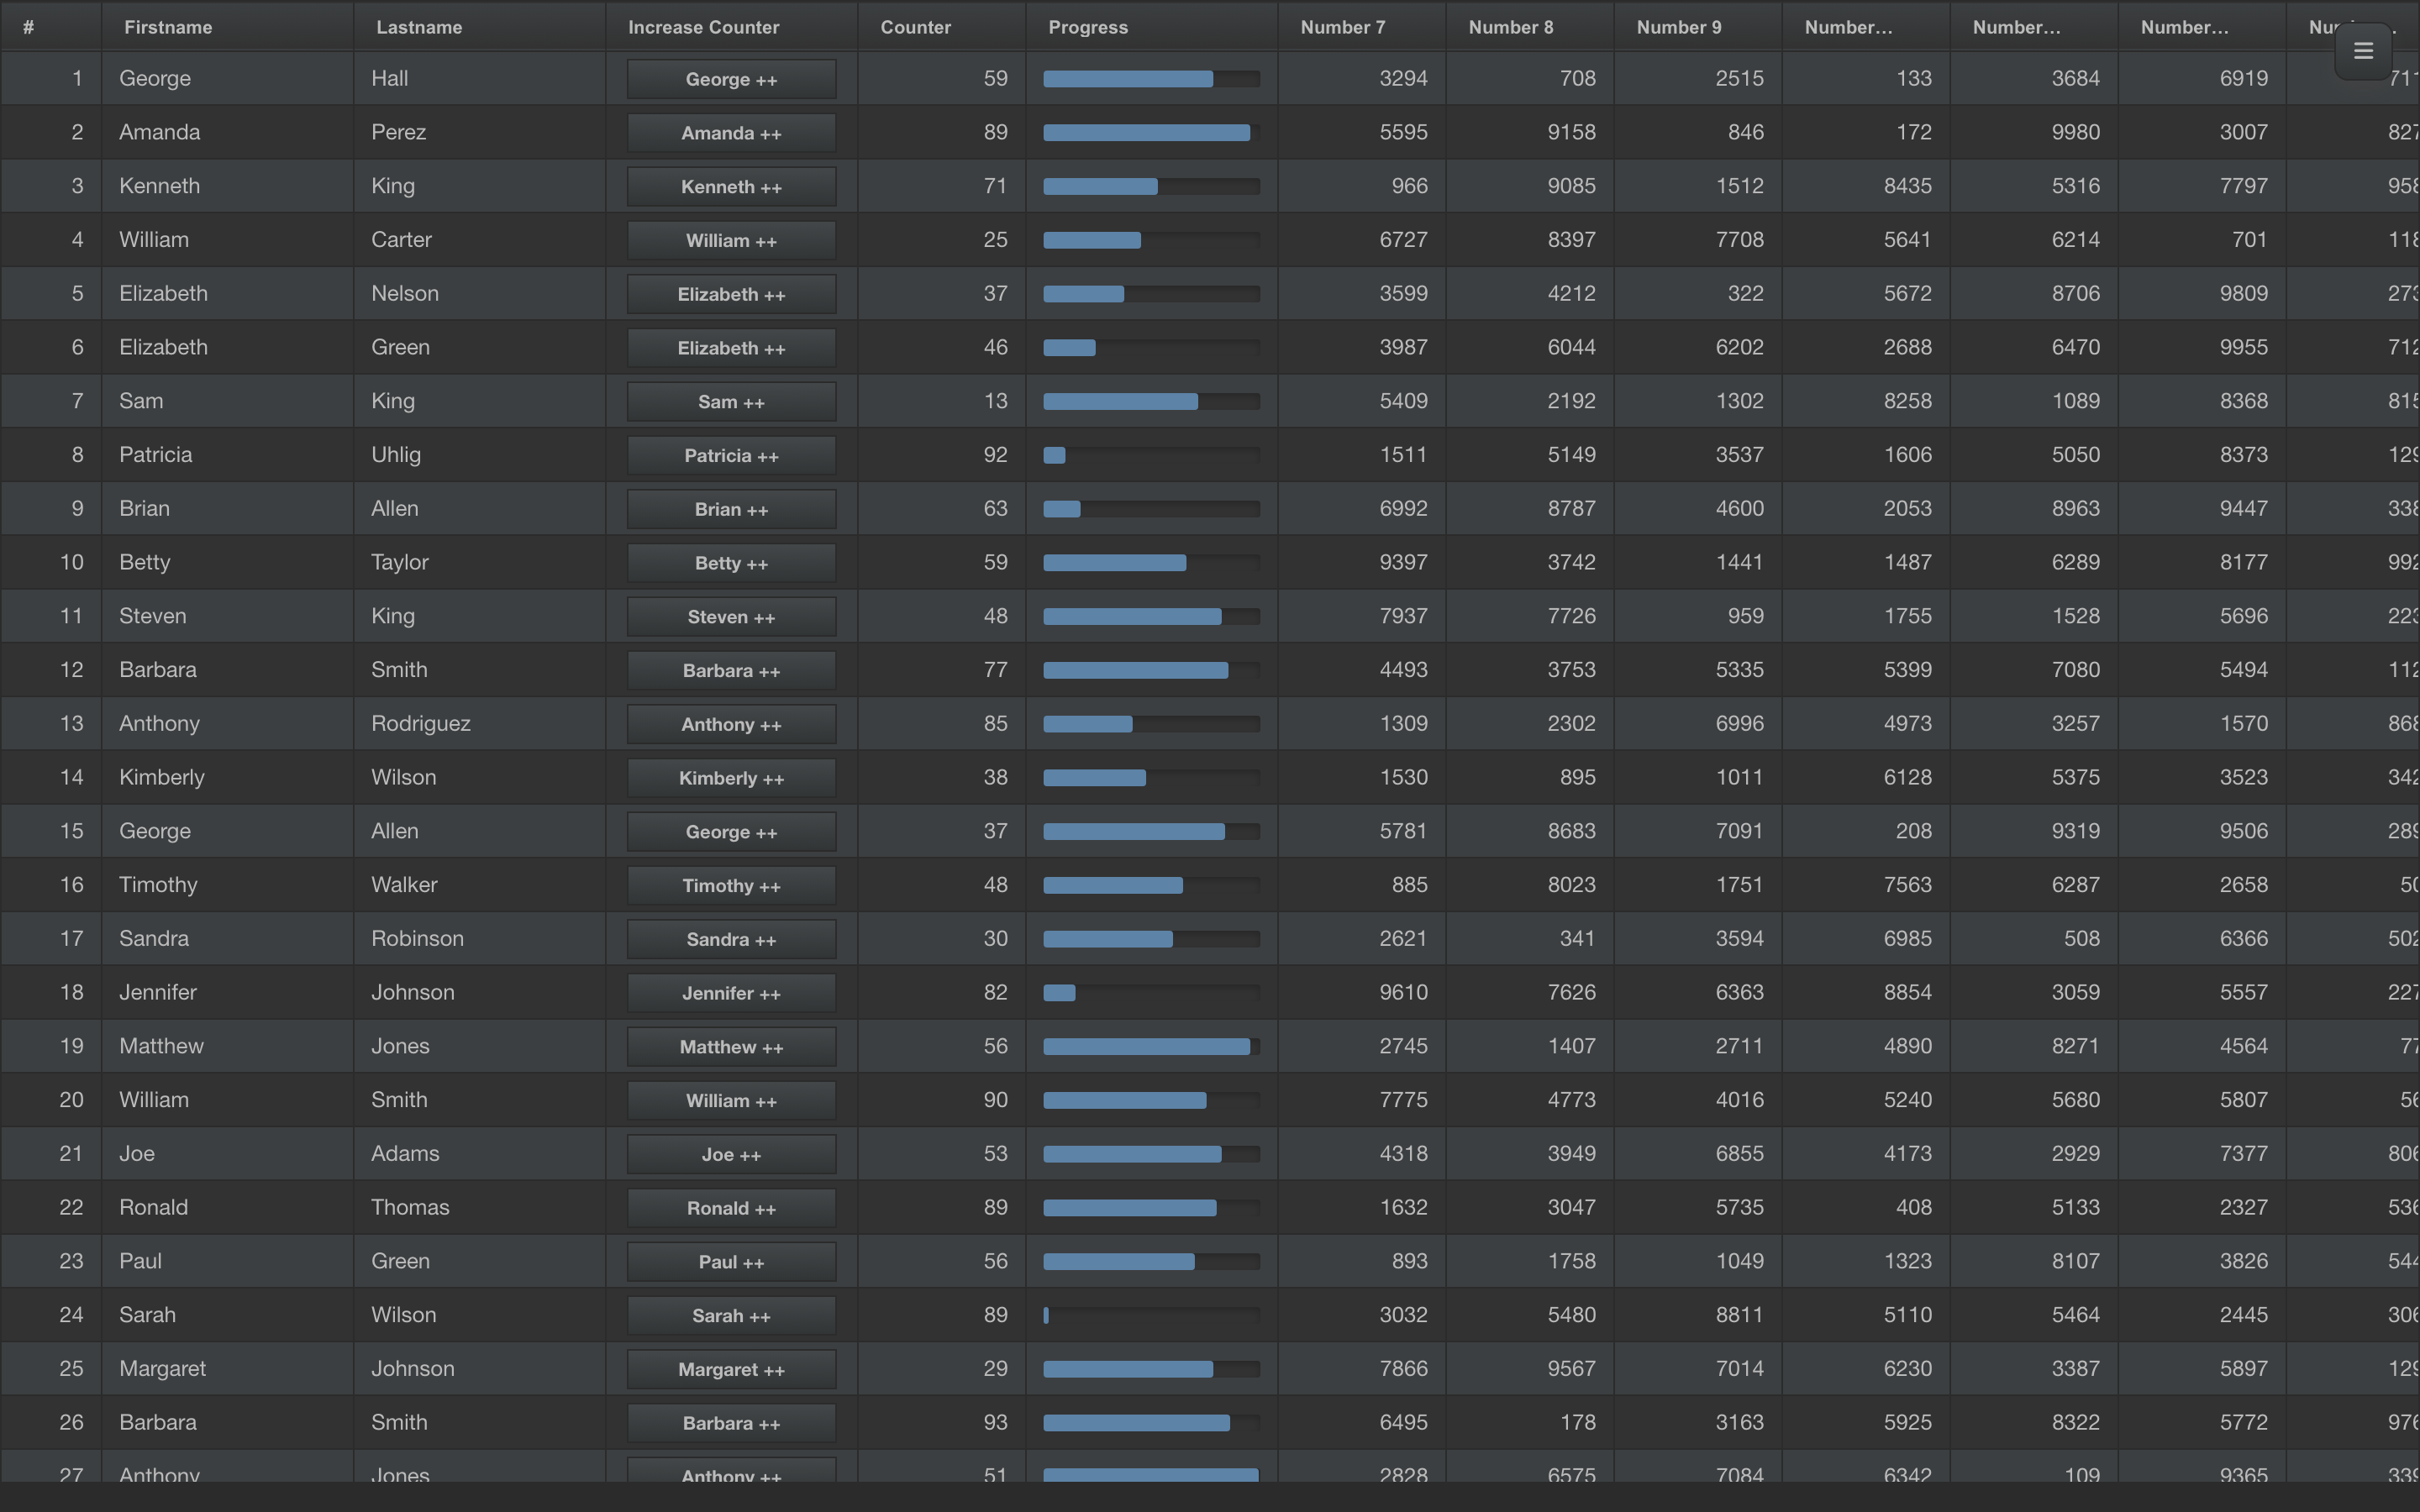 # Firstname Lastname Increase Counter Counter Progress Number 7 Number 8 Number 9 Number... Number... Number...
1 George Hall George ++ 59 3294 708 2515 133 3684 6919
2 Amanda Perez Amanda ++ 89 5595 9158 846 172 9980 3007
3 Kenneth King Kenneth ++ 71 966 9085 1512 8435 5316 7797
4 William Carter William ++ 25 6727 8397 7708 5641 6214 701
5 Elizabeth Nelson Elizabeth ++ 37 3599 4212 322 5672 8706 9809
6 Elizabeth Green Elizabeth ++ 46 3987 6044 6202 2688 6470 9955
7 Sam King Sam ++ 13 5409 2192 1302 8258 1089 8368
8 Patricia Uhlig Patricia ++ 92 1511 5149 3537 1606 5050 8373
9 Brian Allen Brian ++ 63 6992 8787 4600 2053 8963 9447
10 Betty Taylor Betty ++ 59 9397 3742 1441 1487 6289 8177
11 Steven King Steven ++ 48 7937 7726 959 1755 1528 5696
12 Barbara Smith Barbara ++ 77 4493 3753 5335 5399 7080 5494
13 Anthony Rodriguez Anthony ++ 85 1309 2302 6996 4973 3257 1570
14 Kimberly Wilson Kimberly ++ 38 1530 895 1011 6128 5375 3523
15 George Allen George ++ 37 5781 8683 7091 208 9319 9506
16 Timothy Walker Timothy ++ 48 885 8023 1751 7563 6287 2658
17 Sandra Robinson Sandra ++ 30 2621 341 3594 6985 508 6366
18 Jennifer Johnson Jennifer ++ 82 9610 7626 6363 8854 3059 5557
19 Matthew Jones Matthew ++ 56 2745 1407 2711 4890 8271 4564
20 William Smith William ++ 90 7775 4773 4016 5240 5680 5807
21 Joe Adams Joe ++ 53 4318 3949 6855 4173 2929 7377
22 Ronald Thomas Ronald ++ 89 1632 3047 5735 408 5133 2327
23 Paul Green Paul ++ 56 893 1758 1049 1323 8107 3826
24 Sarah Wilson Sarah ++ 89 3032 5480 8811 5110 5464 2445
25 Margaret Johnson Margaret ++ 29 7866 9567 7014 6230 3387 5897
26 Barbara Smith Barbara ++ 93 6495 178 3163 5925 8322 5772
27 Anthony Jones Anthony ++ 51 2828 6575 7084 6342 109 9365